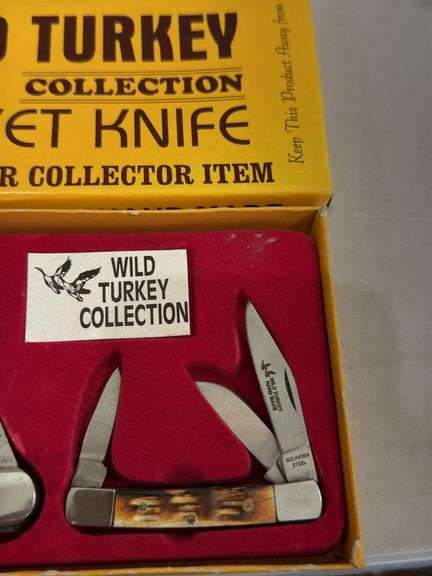 D TURKEY
COLLECTION
ET KNIFE
R COLLECTOR ITEM
Keep This Product Away from
WILD
TURKEY
COLLECTION
SOLINGEN
STEEL